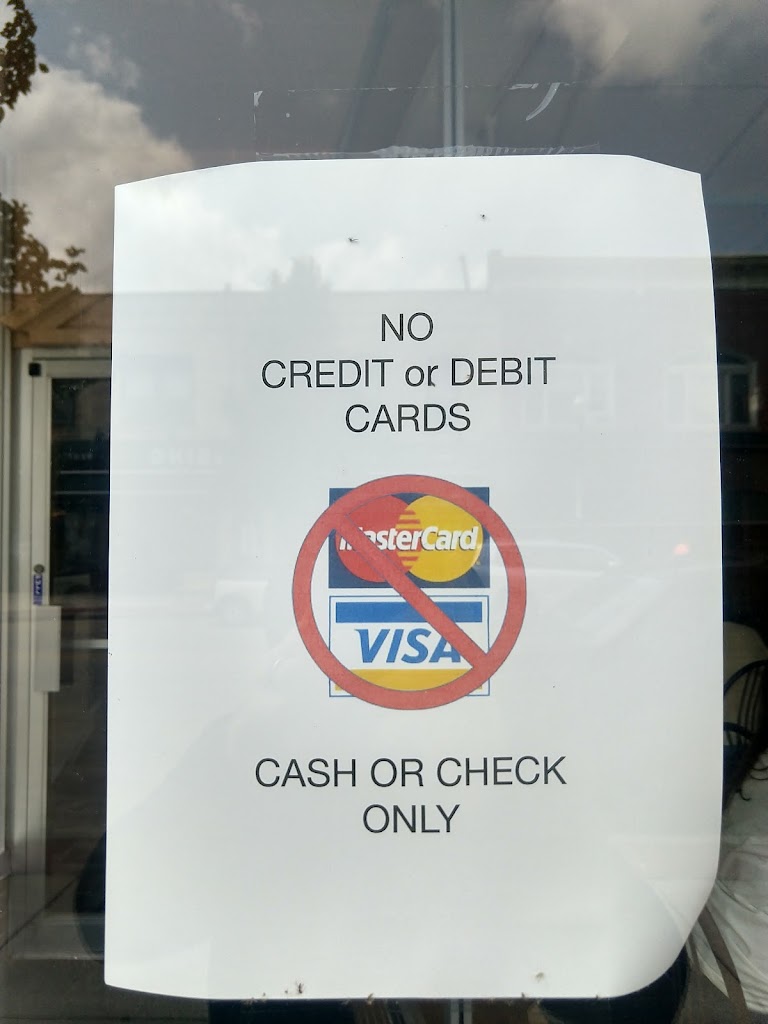 NO
CREDIT or DEBIT
CARDS
MasterCard
VISA
CASH OR CHECK
ONLY